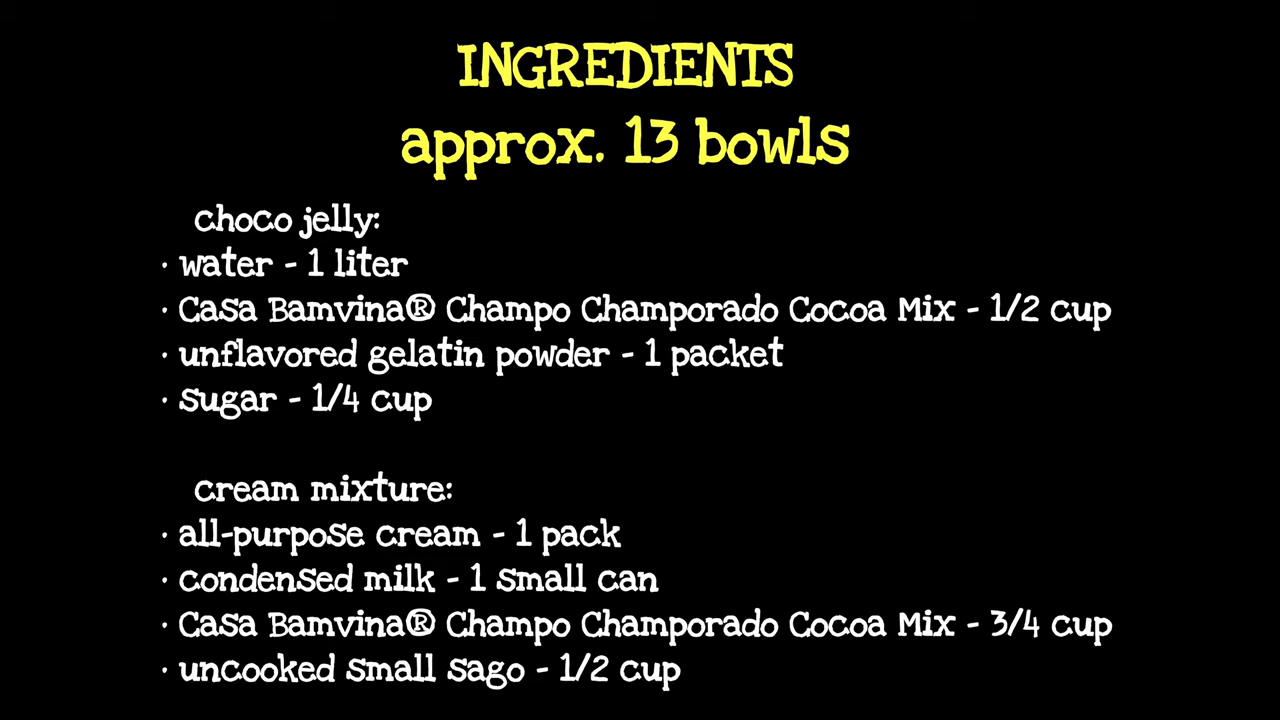 INGREDIENTS
approx. 13 bowls
choco jelly:
· water - 1 liter
· Casa Bamvina® Champo Champorado Cocoa Mix - 1/2 cup
· unflavored gelatin powder - 1 packet
· sugar - 1/4 cup
cream mixture:
· all-purpose cream - 1 pack
· condensed milk - 1 small can
· Casa Bamvina® Champo Champorado Cocoa Mix - 3/4 cup
· uncooked small sago - 1/2 cup